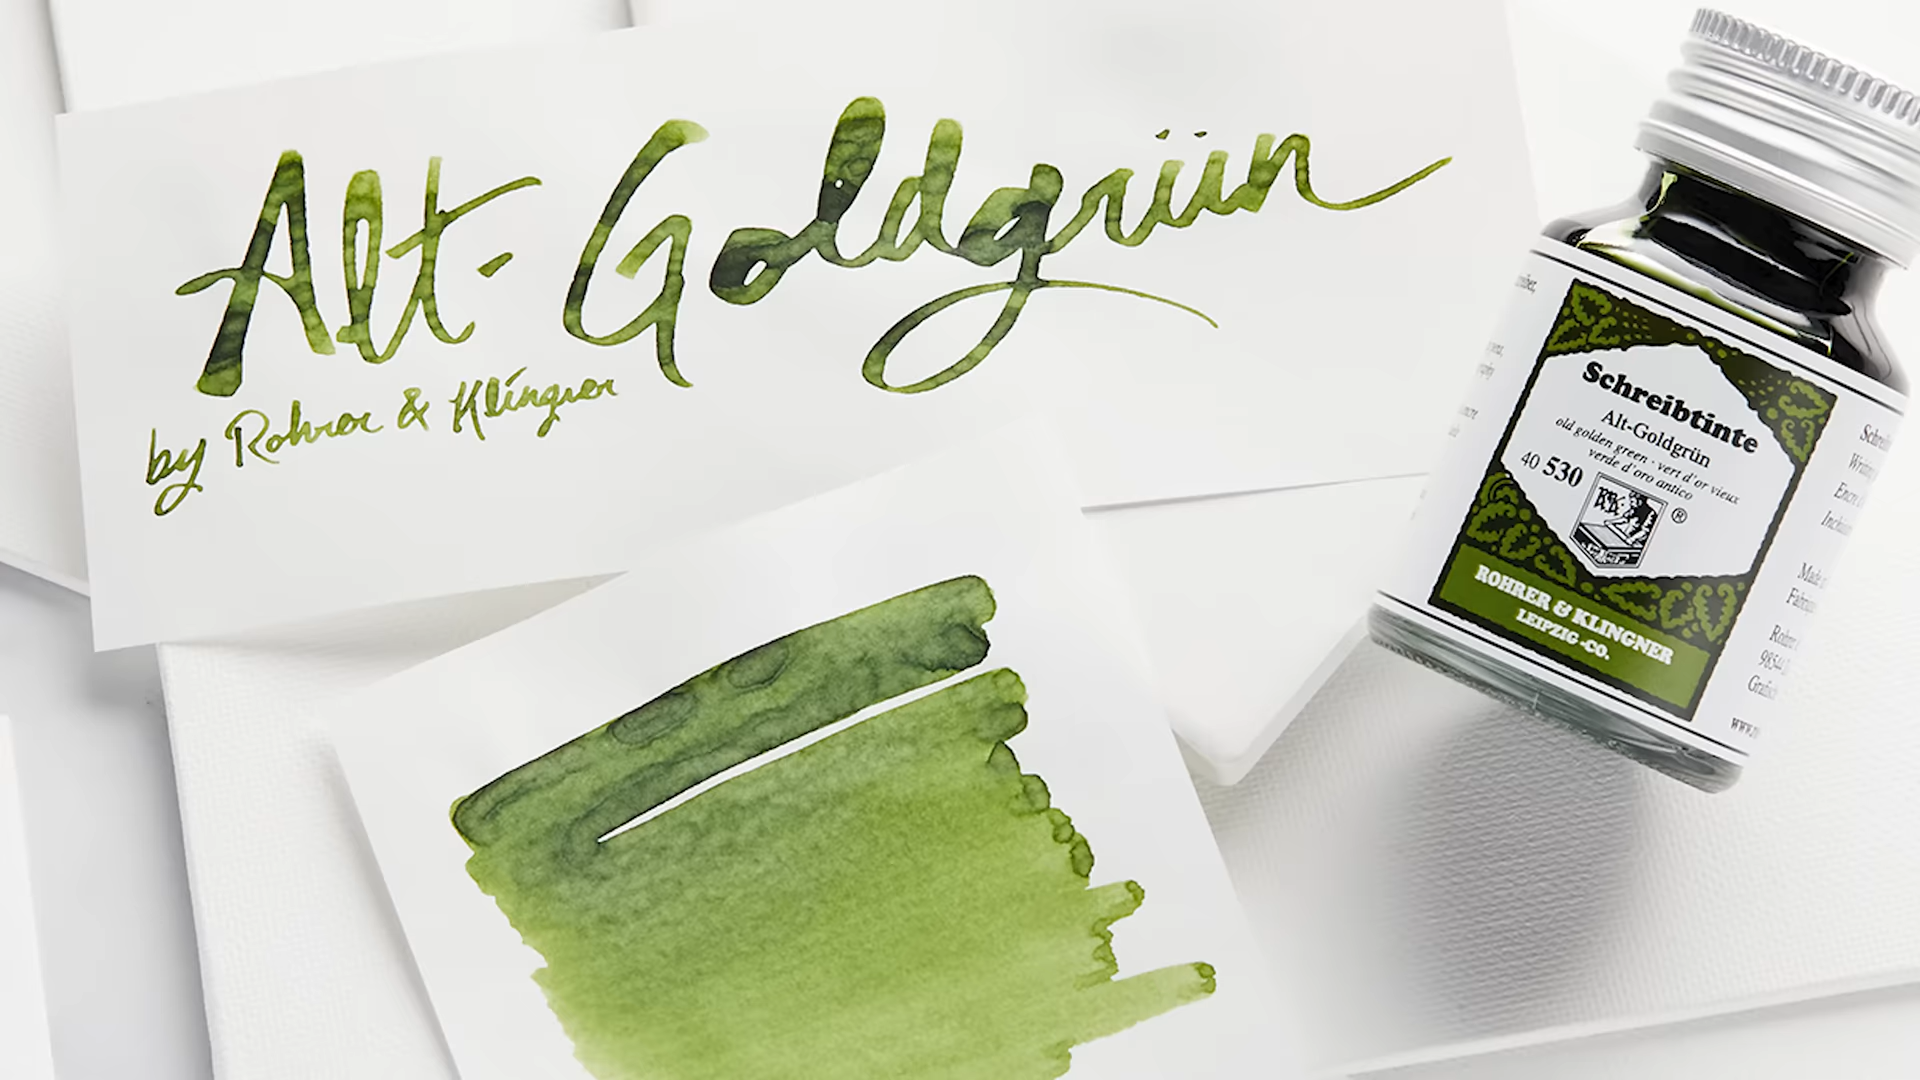 Alt-Goldgrün
by Rohrer & Klingner
Schreibtinte
Alt-Goldgrün
old golden green · vert d'or vieux
verde d'oro antico
40 530
®
ROHRER & KLINGNER
LEIPZIG-CO.